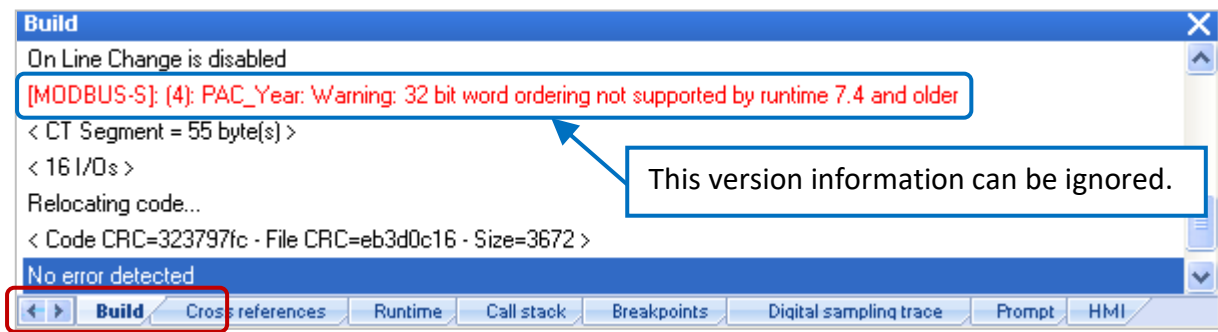 Build
On Line Change is disabled
[MODBUS-S]: (4): PAC_Year: Warning: 32 bit word ordering not supported by runtime 7.4 and older
< CT Segment = 55 byte(s) >
< 16 I/Os >
This version information can be ignored.
Relocating code...
< Code CRC=323797fc - File CRC=eb3d0c16 - Size=3672 >
No error detected
Build Cross references Runtime Call stack Breakpoints Digital sampling trace Prompt HMI